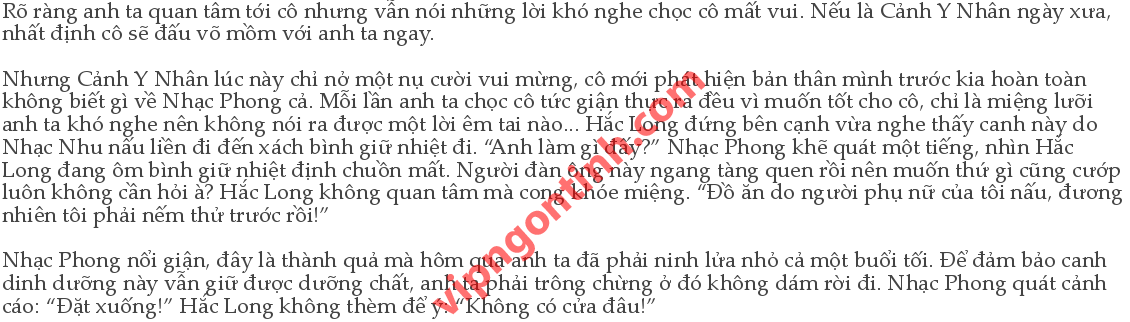 Rõ ràng anh ta quan tâm tới cô nhưng vẫn nói những lời khó nghe chọc cô mất vui. Nếu là Cảnh Y Nhân ngày xưa,
nhất định cô sẽ đấu võ mồm với anh ta ngay.
Nhưng Cảnh Y Nhân lúc này chỉ nở một nụ cười vui mừng, cô mới phát hiện bản thân mình trước kia hoàn toàn
không biết gì về Nhạc Phong cả. Mỗi lần anh ta chọc cô tức giận thực ra đều vì muốn tốt cho cô, chỉ là miệng lưỡi
anh ta khó nghe nên không nói ra được một lời êm tai nào... Hắc Long đứng bên cạnh vừa nghe thấy canh này do
Nhạc Nhu nấu liền đi đến xách bình giữ nhiệt đi. “Anh làm gì đấy?” Nhạc Phong khẽ quát một tiếng, nhìn Hắc
Long đang ôm bình giữ nhiệt định chuồn mất. Người đàn ông này ngang tàng quen rồi nên muốn thứ gì cũng cướp
luôn không cần hỏi à? Hắc Long không quan tâm mà cong khóe miệng. “Đồ ăn do người phụ nữ của tôi nấu, đương
nhiên tôi phải nếm thử trước rồi!”
Nhạc Phong nổi giận, đây là thành quả mà hôm qua anh ta đã phải ninh lửa nhỏ cả một buổi tối. Để đảm bảo canh
dinh dưỡng này vẫn giữ được dưỡng chất, anh ta phải trông chừng ở đó không dám rời đi. Nhạc Phong quát cảnh
cáo: “Đặt xuống!” Hắc Long không thèm để ý: “Không có cửa đâu!”
vipngontinh.com